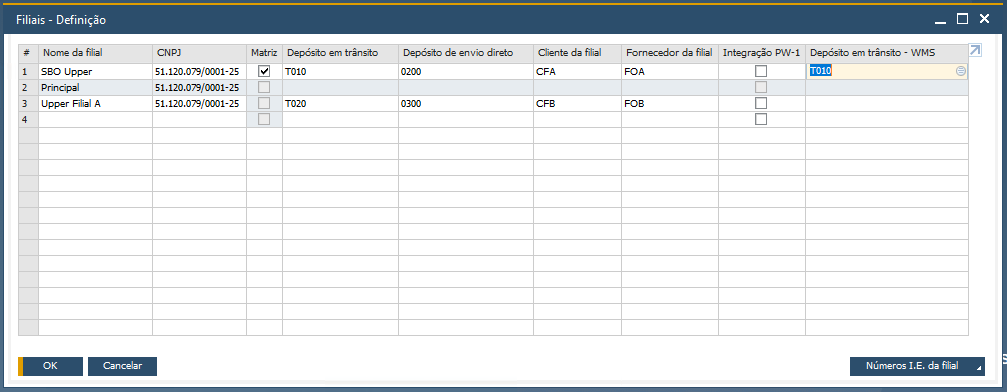 Filiais - Definição
# Nome da filial CNPJ Matriz Depósito em trânsito Depósito de envio direto Cliente da filial Fornecedor da filial Integração PW-1 Depósito em trânsito - WMS
1 SBO Upper 51.120.079/0001-25 T010 0200 CFA FOA T010
2 Principal 51.120.079/0001-25
3 Upper Filial A 51.120.079/0001-25 T020 0300 CFB FOB
4
OK Cancelar Números I.E. da filial